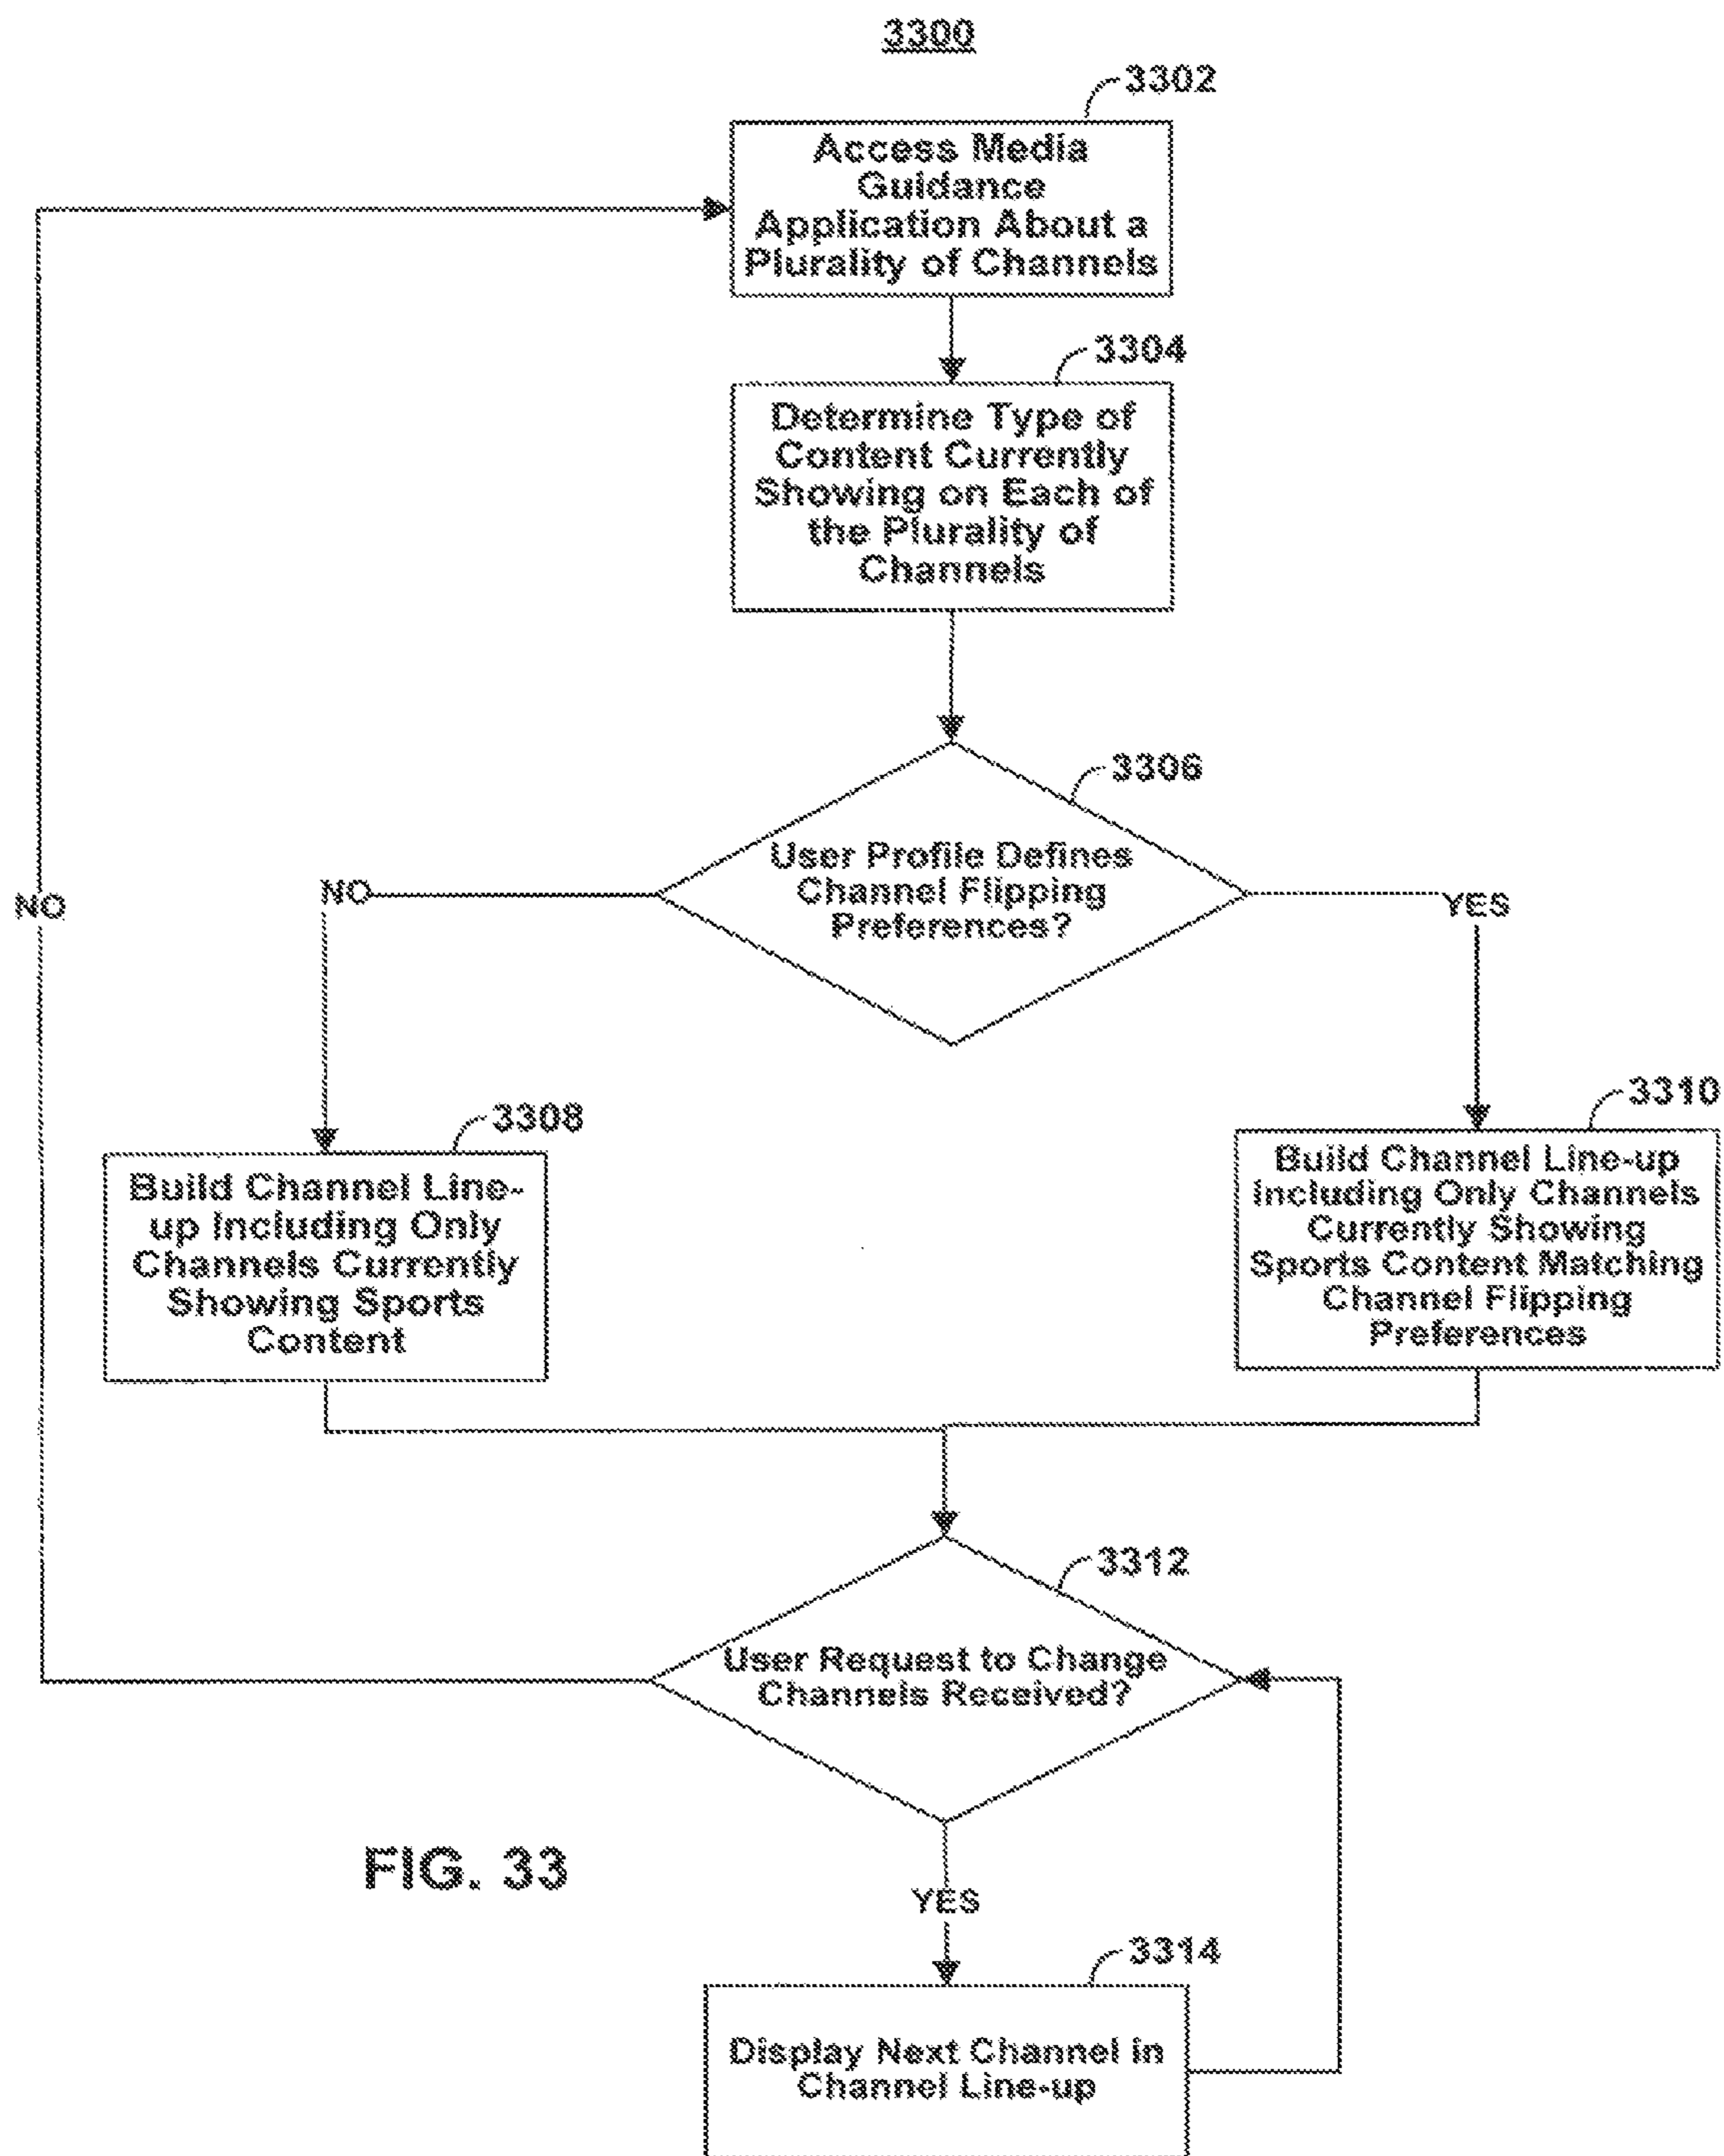 3300
3302
Access Media
Guidance
Application About a
Plurality of Channels
3304
Determine Type of
Content Currently
Showing on Each of
the Plurality of
Channels
3306
User Profile Defines
Channel Flipping
Preferences?
NO
NO
YES
3308
Build Channel Line-
up Including Only
Channels Currently
Showing Sports
Content
3310
Build Channel Line-up
Including Only Channels
Currently Showing
Sports Content Matching
Channel Flipping
Preferences
3312
User Request to Change
Channels Received?
FIG. 33
YES
3314
Display Next Channel in
Channel Line-up